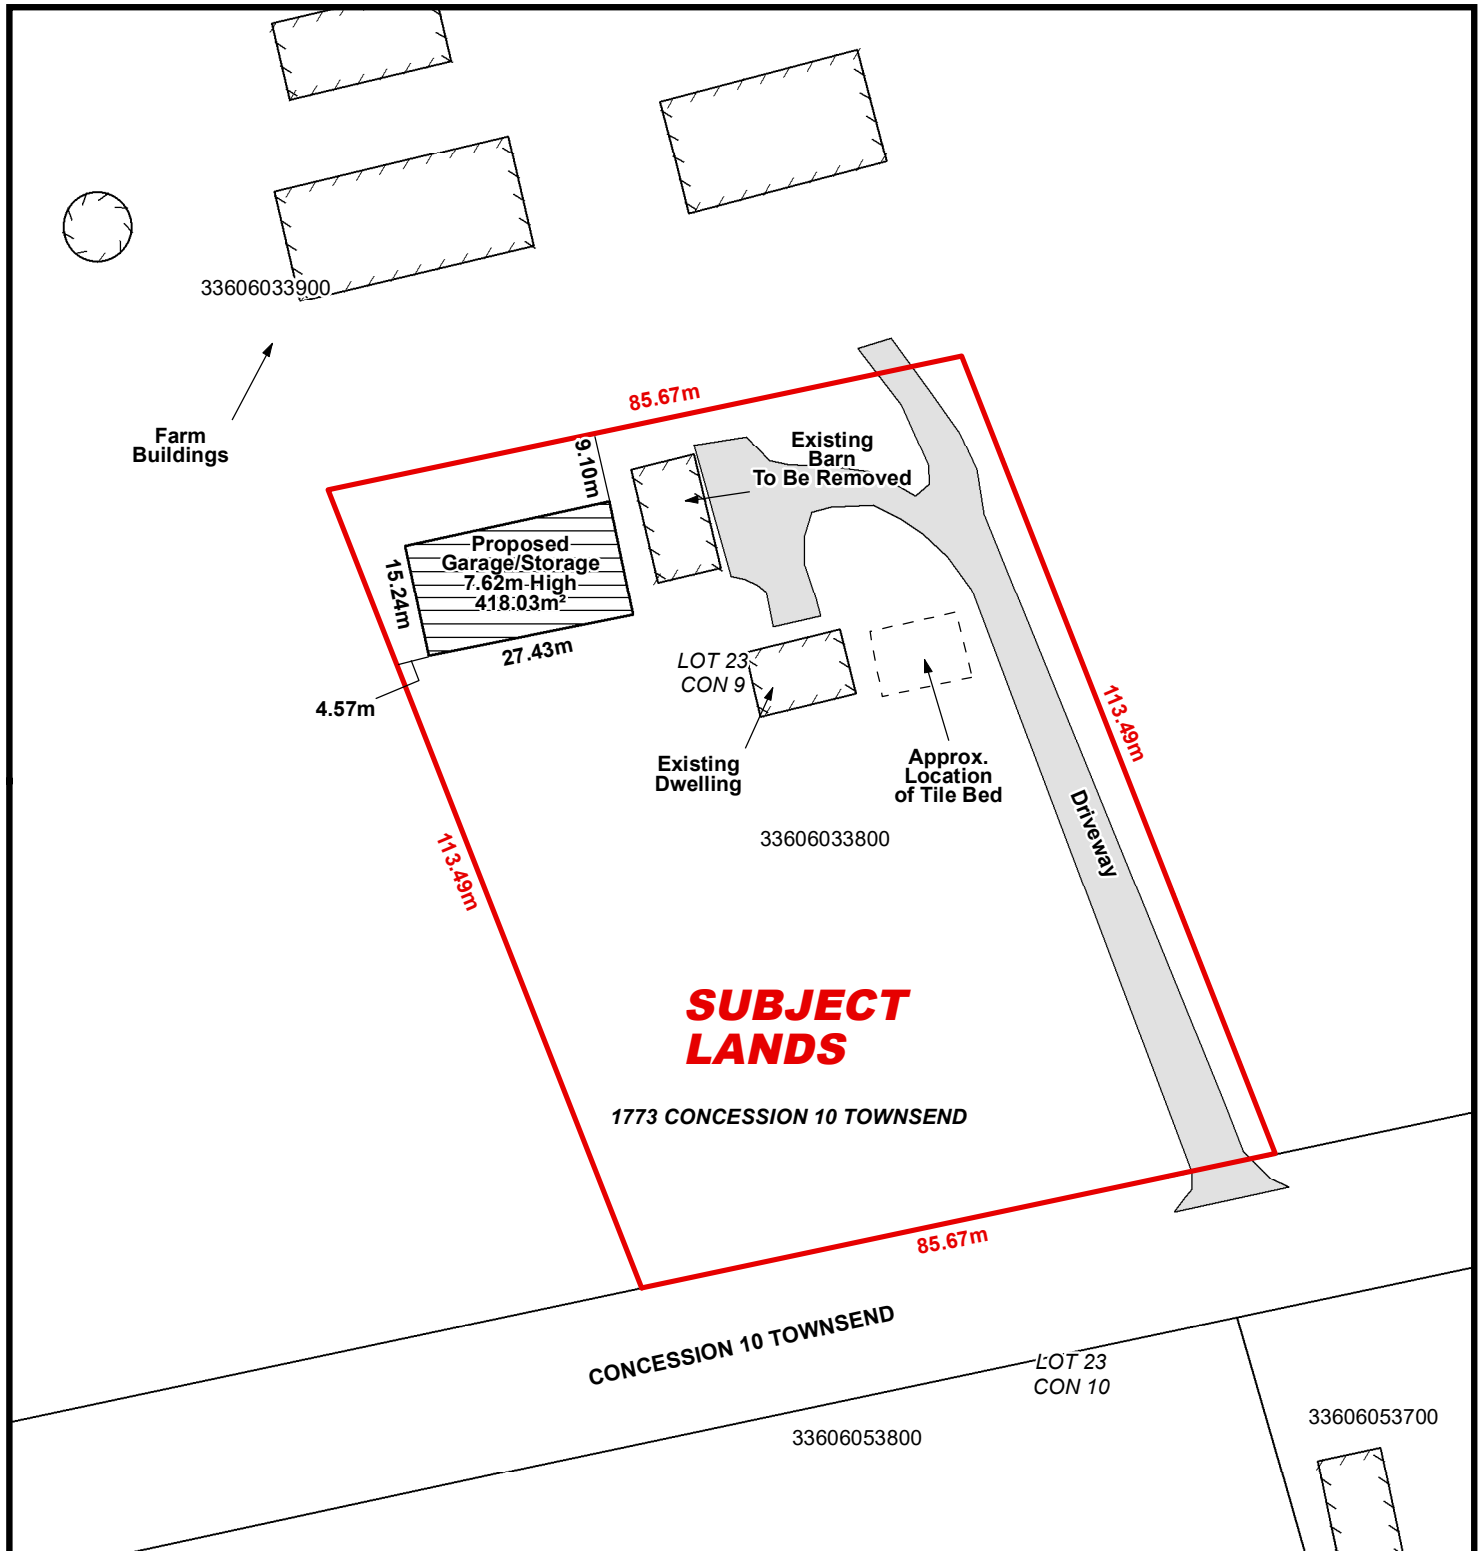 33606033900
Farm
Buildings
85.67m
9.10m
Existing
Barn
To Be Removed
Proposed
Garage/Storage
7.62m High
418.03m²
15.24m
27.43m
4.57m
LOT 23
CON 9
Existing
Dwelling
Approx.
Location
of Tile Bed
113.49m
Driveway
33606033800
113.49m
SUBJECT
LANDS
1773 CONCESSION 10 TOWNSEND
85.67m
CONCESSION 10 TOWNSEND
LOT 23
CON 10
33606053700
33606053800